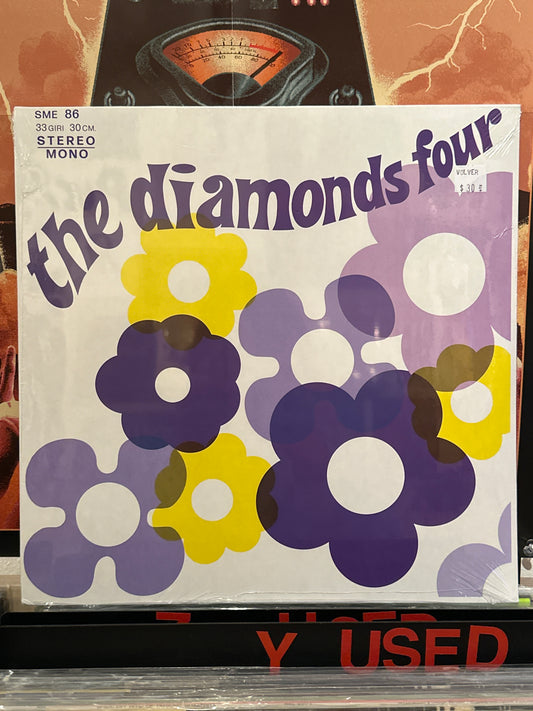 SME 86
33 GIRI 30 CM.
STEREO
MONO
the diamonds four
VOLVER
$30
Y USED